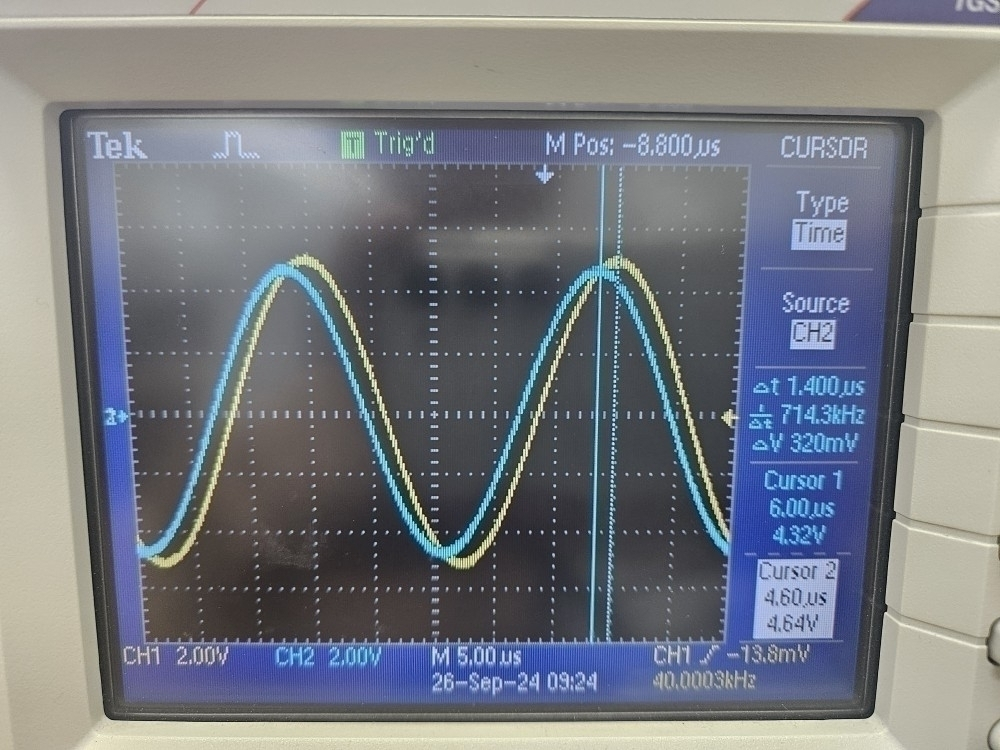 Tek T Trig'd M Pos: -8.800µs CURSOR
Type
Time
Source
CH2
Δt 1.400µs
1/Δt 714.3kHz
ΔV 320mV
Cursor 1
6.00µs
4.32V
Cursor 2
4.60µs
4.64V
2
CH1 2.00V CH2 2.00V M 5.00µs CH1 -13.8mV
26-Sep-24 09:24 40.0003kHz